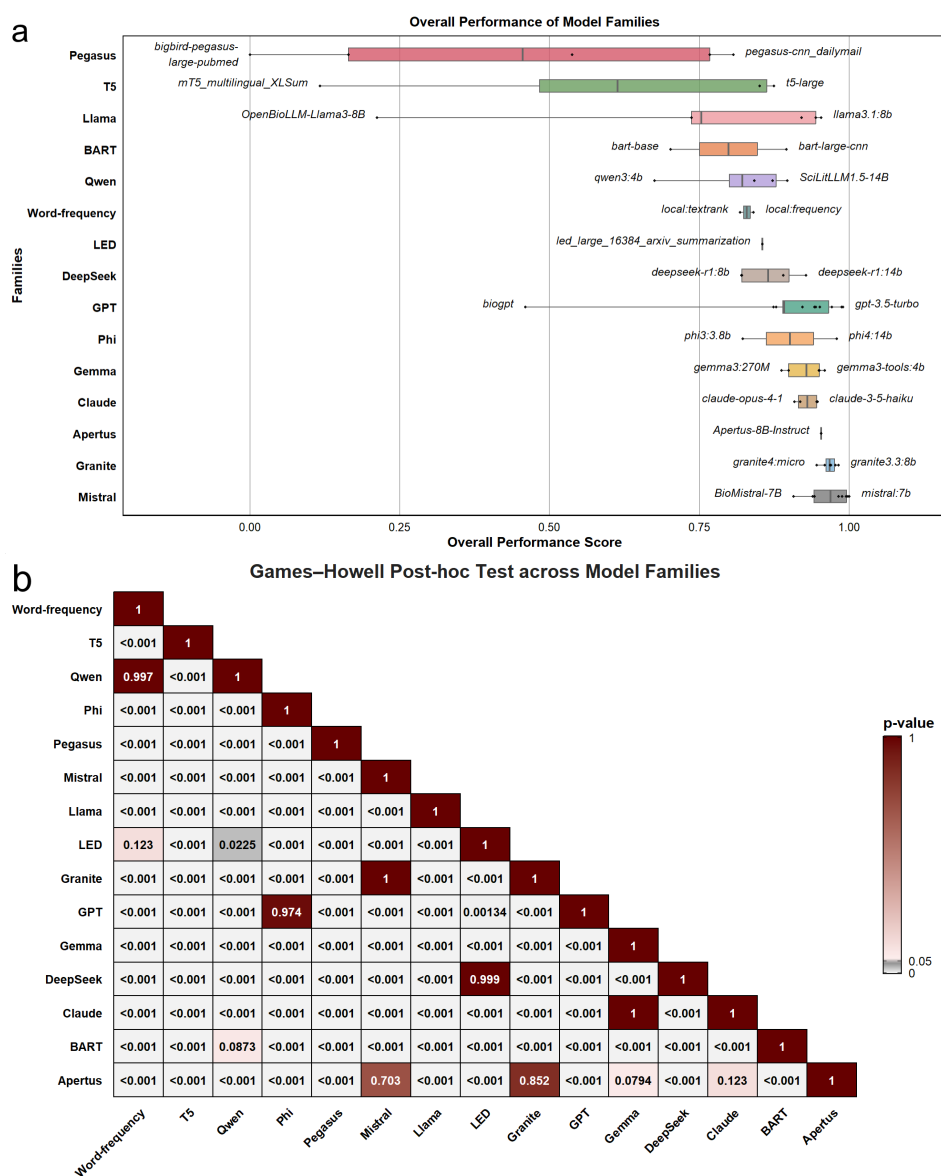 a
Overall Performance of Model Families
Families
Pegasus
bigbird-pegasus-
large-pubmed
pegasus-cnn_dailymail
T5
mT5_multilingual_XLSum
t5-large
Llama
OpenBioLLM-Llama3-8B
llama3.1:8b
BART
bart-base
bart-large-cnn
Qwen
qwen3:4b
SciLitLLM1.5-14B
Word-frequency
local:textrank
local:frequency
LED
led_large_16384_arxiv_summarization
DeepSeek
deepseek-r1:8b
deepseek-r1:14b
GPT
biogpt
gpt-3.5-turbo
Phi
phi3:3.8b
phi4:14b
Gemma
gemma3:270M
gemma3-tools:4b
Claude
claude-opus-4-1
claude-3-5-haiku
Apertus
Apertus-8B-Instruct
Granite
granite4:micro
granite3.3:8b
Mistral
BioMistral-7B
mistral:7b
0.00 0.25 0.50 0.75 1.00
Overall Performance Score
b
Games–Howell Post-hoc Test across Model Families
Word-frequency 1
T5 <0.001 1
Qwen 0.997 <0.001 1
Phi <0.001 <0.001 <0.001 1
Pegasus <0.001 <0.001 <0.001 <0.001 1
Mistral <0.001 <0.001 <0.001 <0.001 <0.001 1
Llama <0.001 <0.001 <0.001 <0.001 <0.001 <0.001 1
LED 0.123 <0.001 0.0225 <0.001 <0.001 <0.001 <0.001 1
Granite <0.001 <0.001 <0.001 <0.001 <0.001 1 <0.001 <0.001 1
GPT <0.001 <0.001 <0.001 0.974 <0.001 <0.001 <0.001 0.00134 <0.001 1
Gemma <0.001 <0.001 <0.001 <0.001 <0.001 <0.001 <0.001 <0.001 <0.001 <0.001 1
DeepSeek <0.001 <0.001 <0.001 <0.001 <0.001 <0.001 <0.001 0.999 <0.001 <0.001 <0.001 1
Claude <0.001 <0.001 <0.001 <0.001 <0.001 <0.001 <0.001 <0.001 <0.001 <0.001 1 <0.001 1
BART <0.001 <0.001 0.0873 <0.001 <0.001 <0.001 <0.001 <0.001 <0.001 <0.001 <0.001 <0.001 <0.001 1
Apertus <0.001 <0.001 <0.001 <0.001 <0.001 0.703 <0.001 <0.001 0.852 <0.001 0.0794 <0.001 0.123 <0.001 1
Word-frequency T5 Qwen Phi Pegasus Mistral Llama LED Granite GPT Gemma DeepSeek Claude BART Apertus
p-value
1
0.05
0